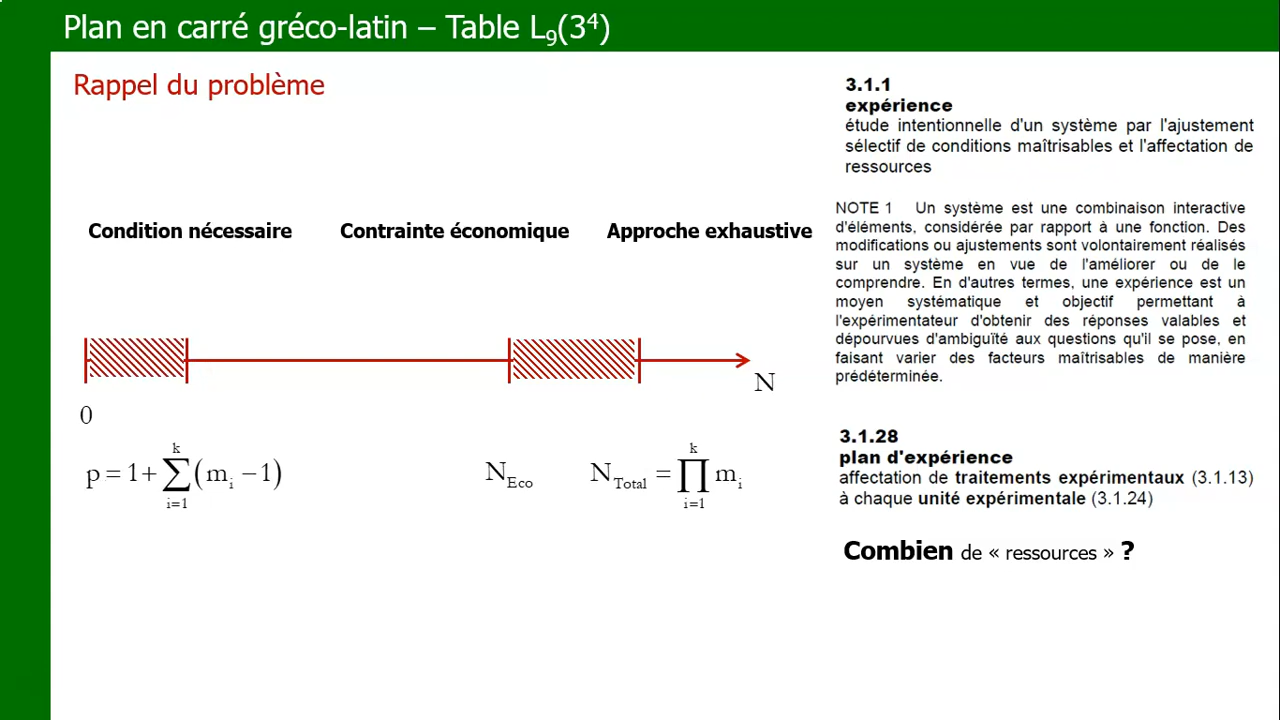 Plan en carré gréco-latin – Table L₉(3⁴)
Rappel du problème
Condition nécessaire
Contrainte économique
Approche exhaustive
N
0
p = 1 + ∑_{i=1}^{k} (m_i − 1)
N_Eco
N_Total = ∏_{i=1}^{k} m_i
3.1.1
expérience
étude intentionnelle d'un système par l'ajustement
sélectif de conditions maîtrisables et l'affectation de
ressources
NOTE 1 Un système est une combinaison interactive
d'éléments, considérée par rapport à une fonction. Des
modifications ou ajustements sont volontairement réalisés
sur un système en vue de l'améliorer ou de le
comprendre. En d'autres termes, une expérience est un
moyen systématique et objectif permettant à
l'expérimentateur d'obtenir des réponses valables et
dépourvues d'ambiguïté aux questions qu'il se pose, en
faisant varier des facteurs maîtrisables de manière
prédéterminée.
3.1.28
plan d'expérience
affectation de traitements expérimentaux (3.1.13)
à chaque unité expérimentale (3.1.24)
Combien de « ressources » ?